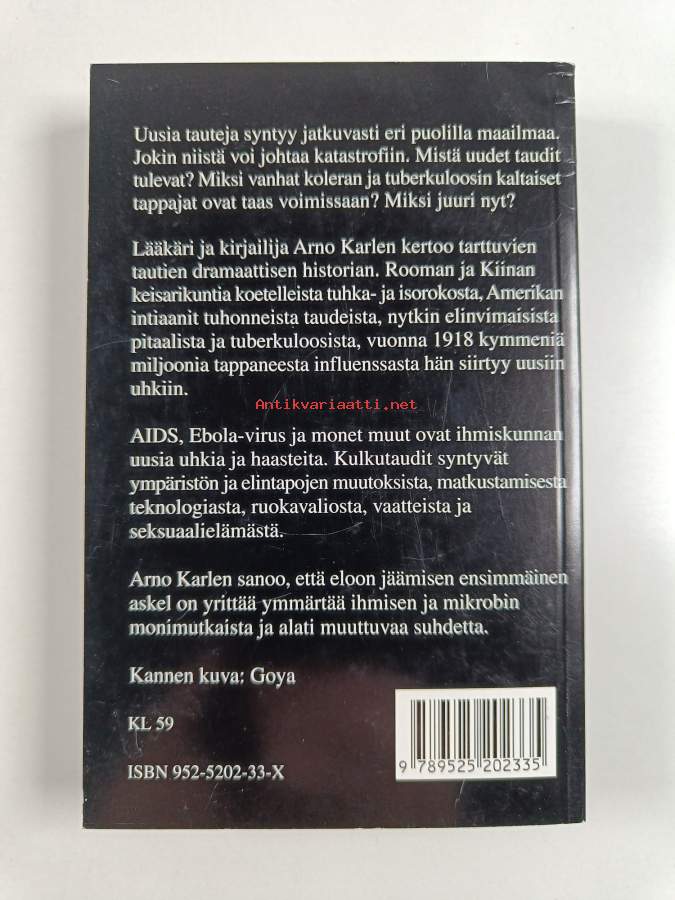 Uusia tauteja syntyy jatkuvasti eri puolilla maailmaa.
Jokin niistä voi johtaa katastrofiin. Mistä uudet taudit
tulevat? Miksi vanhat koleran ja tuberkuloosin kaltaiset
tappajat ovat taas voimissaan? Miksi juuri nyt?
Lääkäri ja kirjailija Arno Karlen kertoo tarttuvien
tautien dramaattisen historian. Rooman ja Kiinan
keisarikuntia koetelleista tuhka- ja isorokosta, Amerikan
intiaanit tuhonneista taudeista, nytkin elinvimaisista
pitaalista ja tuberkuloosista, vuonna 1918 kymmeniä
miljoonia tappaneesta influenssasta hän siirtyy uusiin
uhkiin.
Antikvariaatti.net
AIDS, Ebola-virus ja monet muut ovat ihmiskunnan
uusia uhkia ja haasteita. Kulkutaudit syntyvät
ympäristön ja elintapojen muutoksista, matkustamisesta
teknologiasta, ruokavaliosta, vaatteista ja
seksuaalielämästä.
Arno Karlen sanoo, että eloon jäämisen ensimmäinen
askel on yrittää ymmärtää ihmisen ja mikrobin
monimutkaista ja alati muuttuvaa suhdetta.
Kannen kuva: Goya
KL 59
ISBN 952-5202-33-X
9 789525 202335